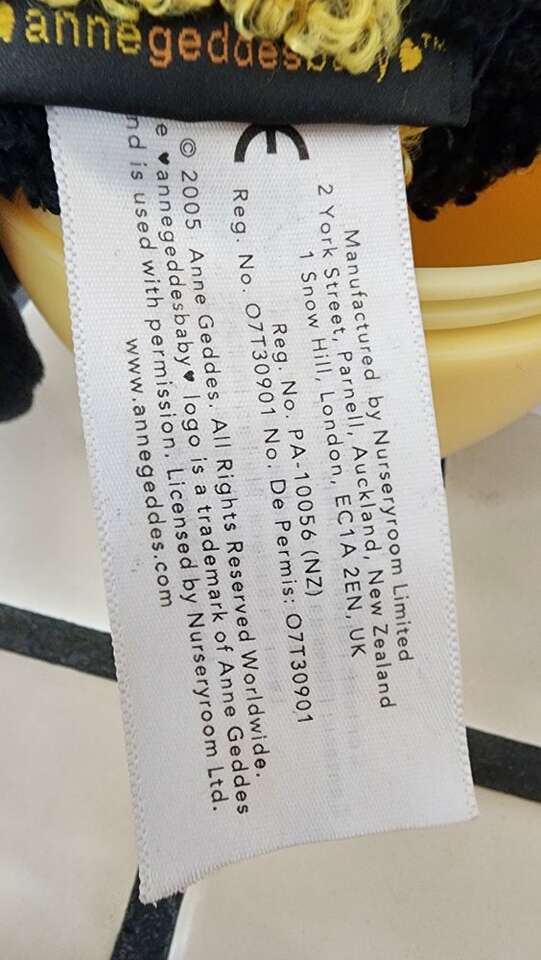 annegeddesbaby™
Manufactured by Nurseryroom Limited
2 York Street, Parnell, Auckland, New Zealand
1 Snow Hill, London, EC1A 2EN, UK
Reg. No. PA-10056 (NZ)
Reg. No. O7T30901 No. De Permis: O7T30901
CE
© 2005 Anne Geddes. All Rights Reserved Worldwide.
e ♥annegeddesbaby♥ logo is a trademark of Anne Geddes
nd is used with permission. Licensed by Nurseryroom Ltd.
www.annegeddes.com